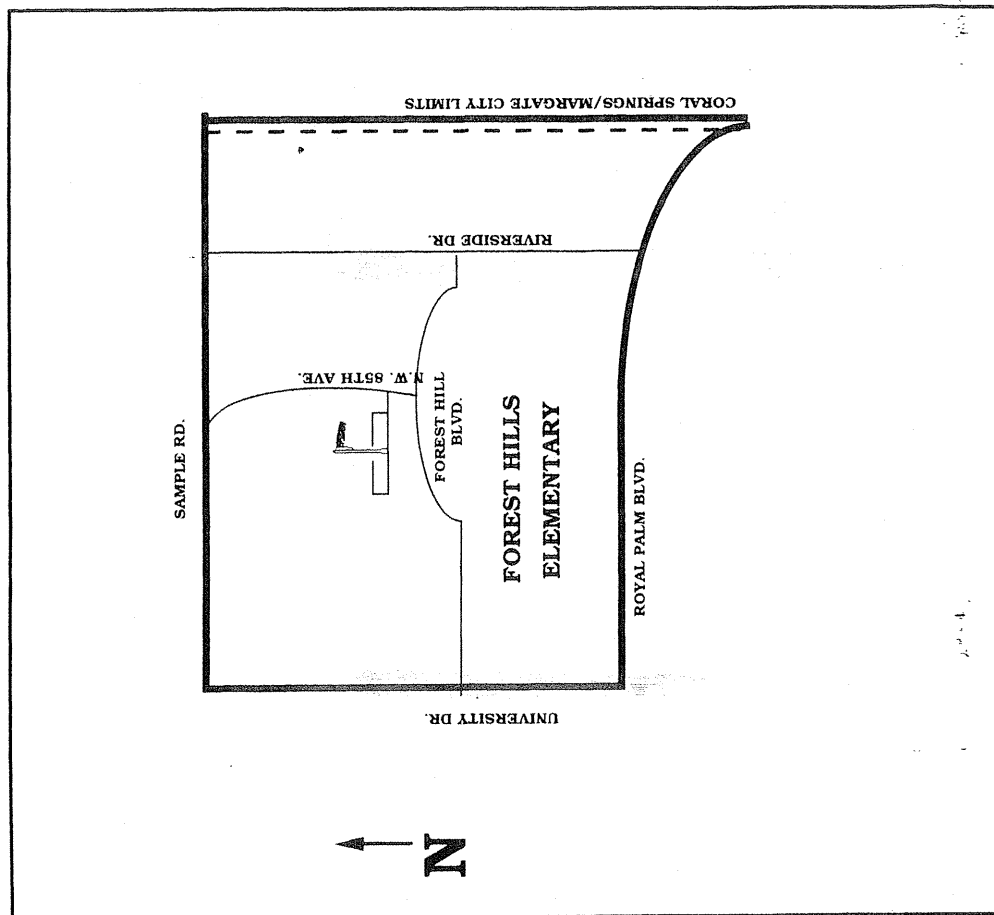 CORAL SPRINGS/MARGATE CITY LIMITS
RIVERSIDE DR.
N.W. 85TH AVE.
SAMPLE RD.
FOREST HILL
BLVD.
FOREST HILLS
ELEMENTARY
ROYAL PALM BLVD.
UNIVERSITY DR.
N